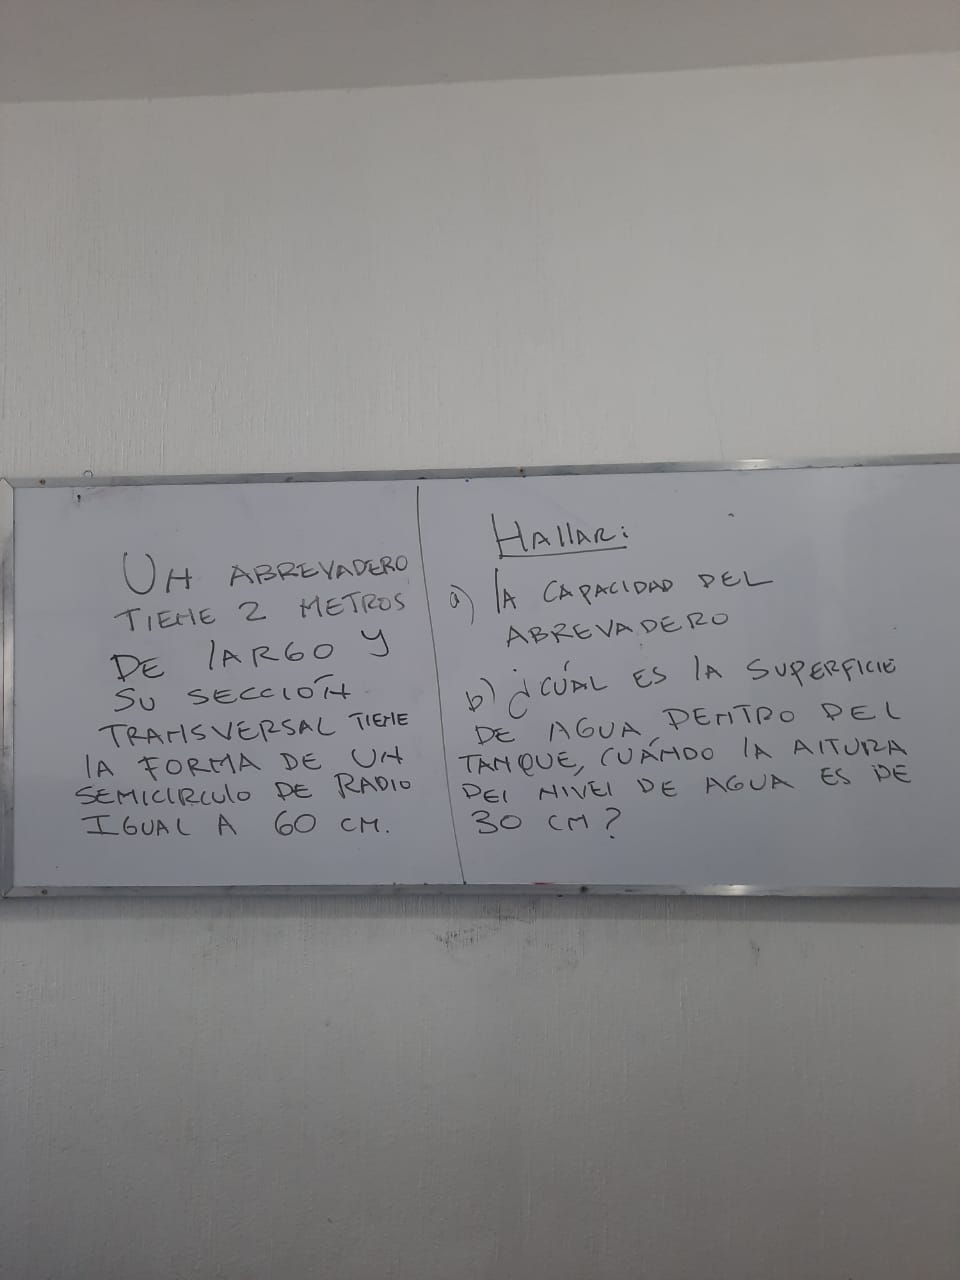 UN ABREVADERO
TIENE 2 METROS
DE lARGO Y
SU SECCIÓN
TRANSVERSAL TIENE
lA FORMA DE UN
SEMICIRCULO DE RADIO
IGUAL A 60 CM.
HAllAR:
a) lA CAPACIDAD DEL
ABREVADERO
b) ¿CÚAL ES lA SUPERFICIE
DE AGUA, DENTRO DEL
TANQUE, CUÁNDO lA AlTURA
DEl NIVEl DE AGUA ES DE
30 CM?